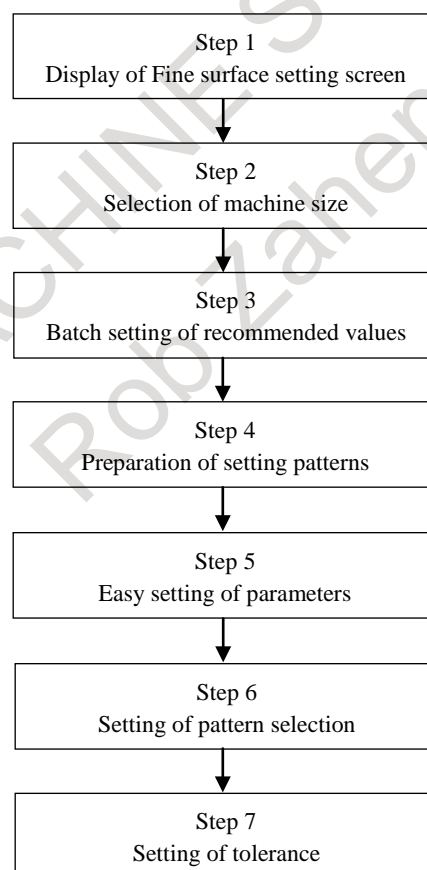 Step 1
Display of Fine surface setting screen
Step 2
Selection of machine size
Step 3
Batch setting of recommended values
Step 4
Preparation of setting patterns
Step 5
Easy setting of parameters
Step 6
Setting of pattern selection
Step 7
Setting of tolerance
Rob